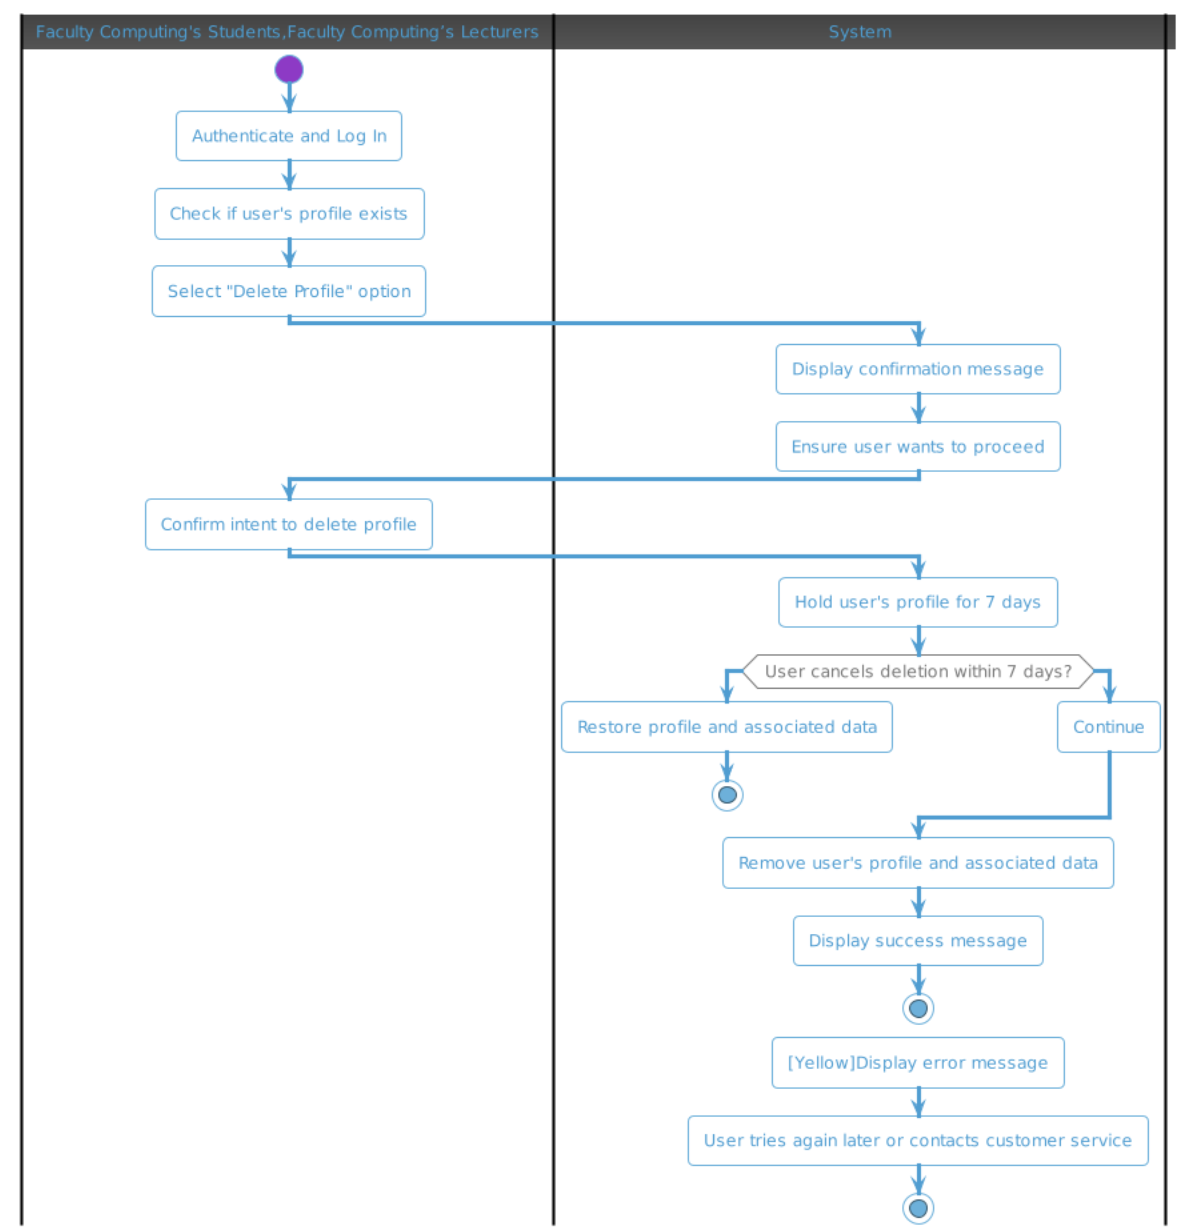 Faculty Computing's Students,Faculty Computing’s Lecturers
System
Authenticate and Log In
Check if user's profile exists
Select "Delete Profile" option
Display confirmation message
Ensure user wants to proceed
Confirm intent to delete profile
Hold user's profile for 7 days
User cancels deletion within 7 days?
Restore profile and associated data
Continue
Remove user's profile and associated data
Display success message
[Yellow]Display error message
User tries again later or contacts customer service